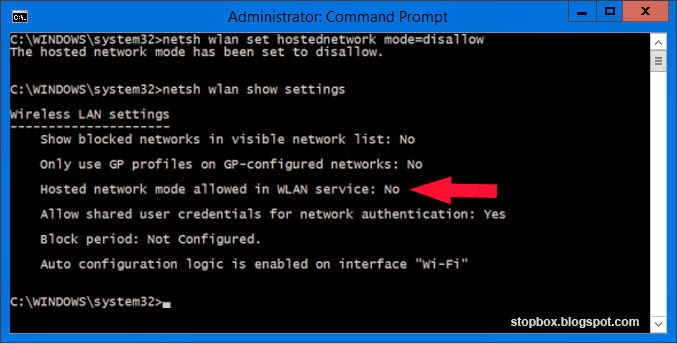 Administrator: Command Prompt
C:\.
C:\WINDOWS\system32>netsh wlan set hostednetwork mode=disallow
The hosted network mode has been set to disallow.
C:\WINDOWS\system32>netsh wlan show settings
Wireless LAN settings
---------------------
Show blocked networks in visible network list: No
Only use GP profiles on GP-configured networks: No
Hosted network mode allowed in WLAN service: No
Allow shared user credentials for network authentication: Yes
Block period: Not Configured.
Auto configuration logic is enabled on interface "Wi-Fi"
C:\WINDOWS\system32>_
stopbox.blogspot.com